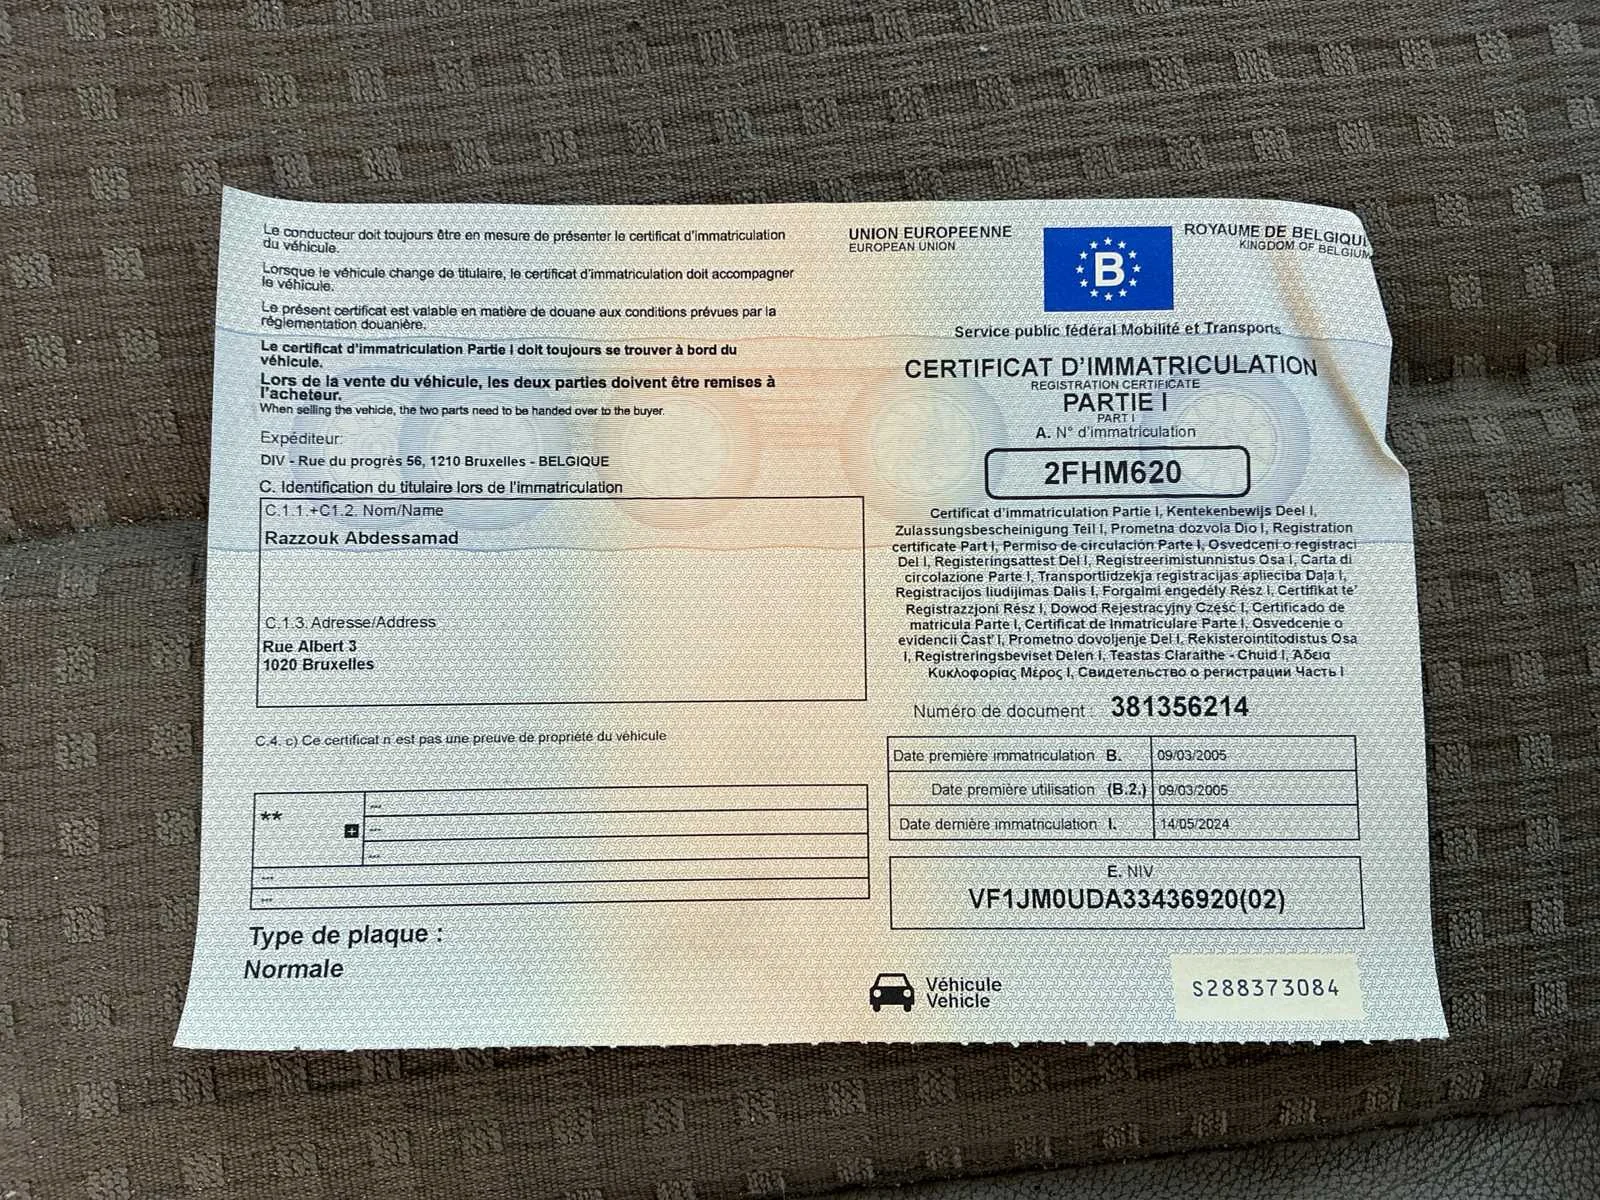 Le conducteur doit toujours être en mesure de présenter le certificat d'immatriculation
du véhicule.
Lorsque le véhicule change de titulaire, le certificat d'immatriculation doit accompagner
le véhicule.
Le présent certificat est valable en matière de douane aux conditions prévues par la
réglementation douanière.
Le certificat d'immatriculation Partie I doit toujours se trouver à bord du
véhicule.
Lors de la vente du véhicule, les deux parties doivent être remises à
l'acheteur.
When selling the vehicle, the two parts need to be handed over to the buyer.
Expéditeur:
DIV - Rue du progrès 56, 1210 Bruxelles - BELGIQUE
C. Identification du titulaire lors de l'immatriculation
C.1.1.+C1.2. Nom/Name
Razzouk Abdessamad
C.1.3. Adresse/Address
Rue Albert 3
1020 Bruxelles
C.4. c) Ce certificat n'est pas une preuve de propriété du véhicule
**
+
---
---
---
---
---
Type de plaque :
Normale
UNION EUROPEENNE
EUROPEAN UNION
B
ROYAUME DE BELGIQUE
KINGDOM OF BELGIUM
Service public fédéral Mobilité et Transports
CERTIFICAT D'IMMATRICULATION
REGISTRATION CERTIFICATE
PARTIE I
PART I
A. N° d'immatriculation
2FHM620
Certificat d'immatriculation Partie I, Kentekenbewijs Deel I,
Zulassungsbescheinigung Teil I, Prometna dozvola Dio I, Registration
certificate Part I, Permiso de circulación Parte I, Osvedceni o registraci
Del I, Registeringsattest Del I, Registreerimistunnistus Osa I, Carta di
circolazione Parte I, Transportlidzekja registracijas aplieciba Daļa I,
Registracijos liudijimas Dalis I, Forgalmi engedély Rész I, Certifikat ta'
Registrazzjoni Rész I, Dowod Rejestracyjny Część I, Certificado de
matricula Parte I, Certificat de Inmatriculare Parte I, Osvedcenie o
evidencii Čast' I, Prometno dovoljenje Del I, Rekisterointitodistus Osa
I, Registreringsbeviset Delen I, Teastas Claraithe - Chuid I, Αδεια
Κυκλοφορίας Μέρος I, Свидетельство о регистрации Часть I
Numéro de document : 381356214
Date première immatriculation B. 09/03/2005
Date première utilisation (B.2.) 09/03/2005
Date dernière immatriculation I. 14/05/2024
E. NIV
VF1JM0UDA33436920(02)
Véhicule
Vehicle
S288373084